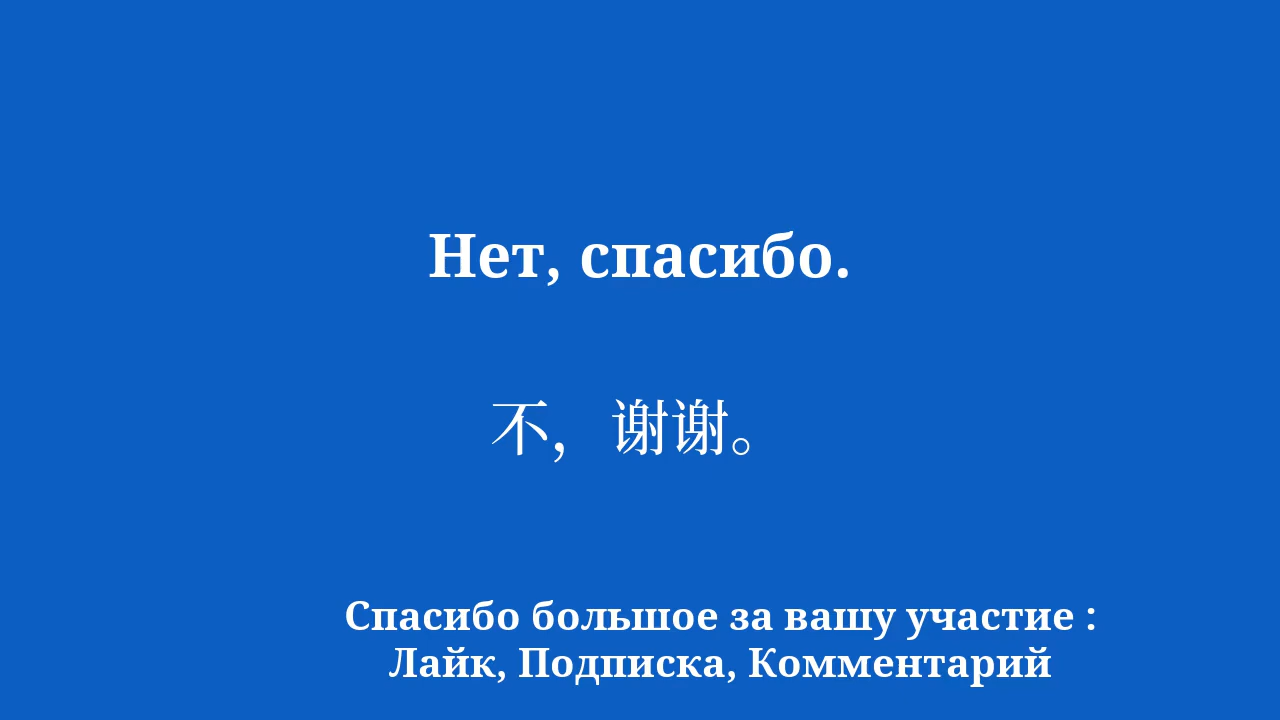 Нет, спасибо.
不，谢谢。
Спасибо большое за вашу участие :
Лайк, Подписка, Комментарий